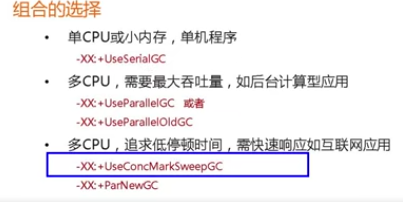 组合的选择
• 单CPU或小内存，单机程序
-XX:+UseSerialGC
• 多CPU，需要最大吞吐量，如后台计算型应用
-XX:+UseParallelGC 或者
-XX:+UseParallelOldGC
• 多CPU，追求低停顿时间，需快速响应如互联网应用
-XX:+UseConcMarkSweepGC
-XX:+ParNewGC